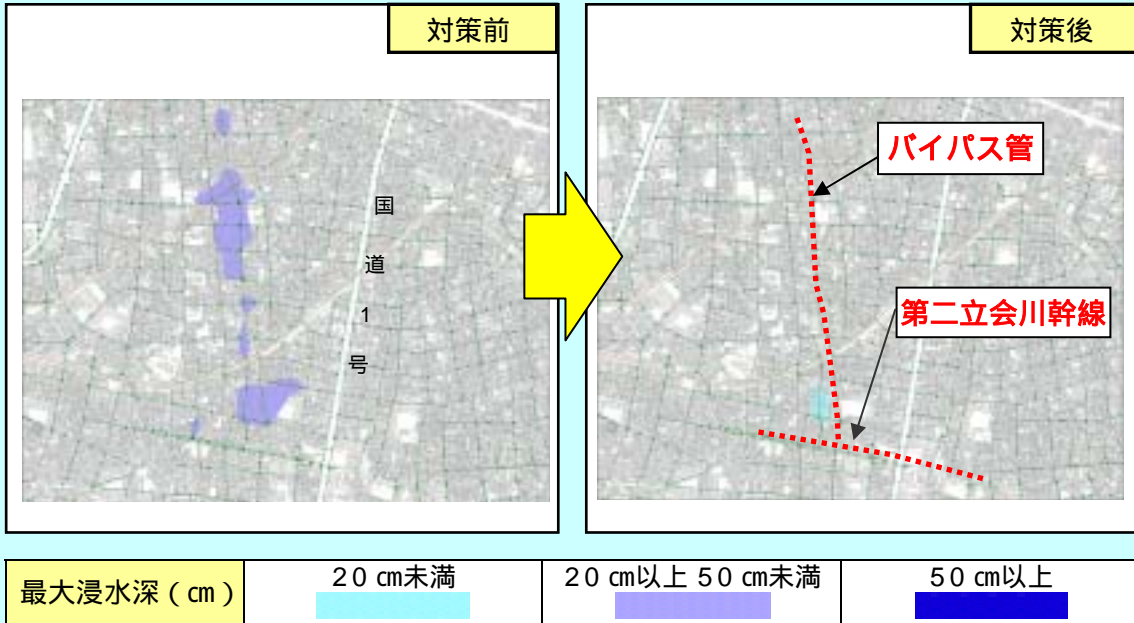 対策前
国
道
1
号
対策後
バイパス管
第二立会川幹線
最大浸水深(㎝)
20㎝未満
20㎝以上50㎝未満
50㎝以上